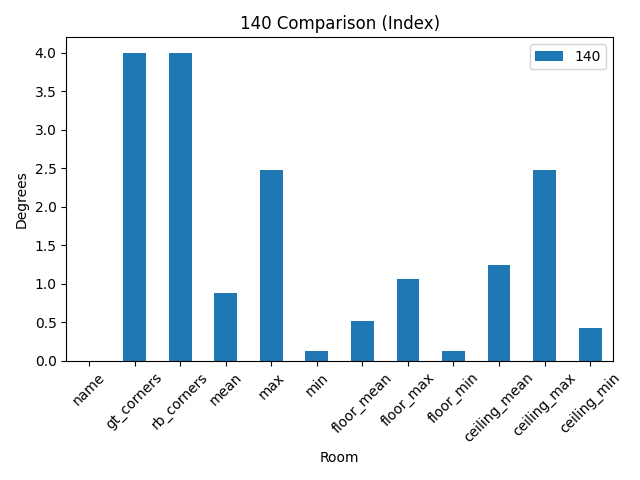 140 Comparison (Index)
140
Degrees
4.0
3.5
3.0
2.5
2.0
1.5
1.0
0.5
0.0
name
gt_corners
rb_corners
mean
max
min
floor_mean
floor_max
floor_min
ceiling_mean
ceiling_max
ceiling_min
Room